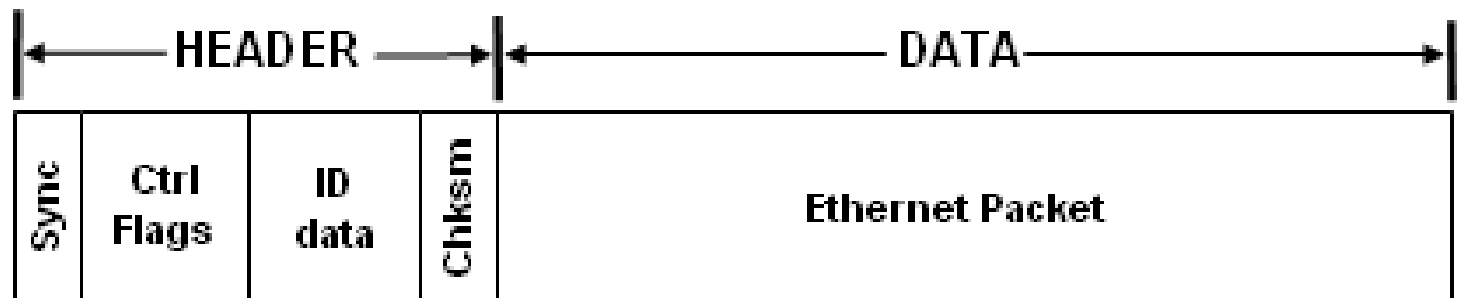 HEADER
DATA
Sync
Ctrl
Flags
ID
data
Chksm
Ethernet Packet